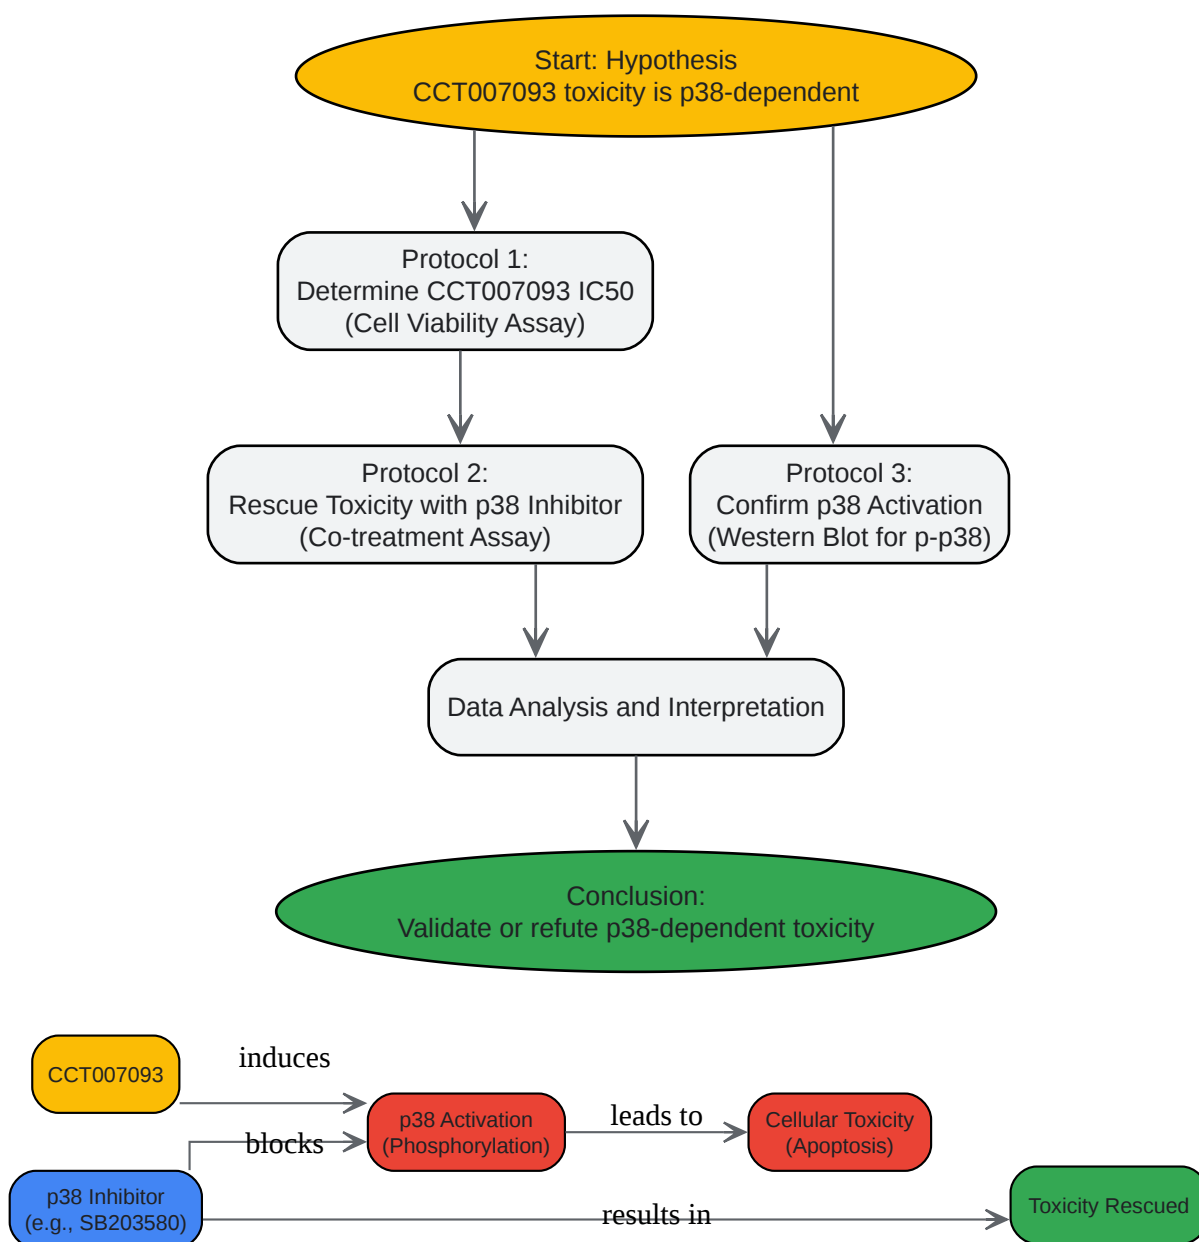 Start: Hypothesis
CCT007093 toxicity is p38-dependent
Protocol 1:
Determine CCT007093 IC50
(Cell Viability Assay)
Protocol 2:
Rescue Toxicity with p38 Inhibitor
(Co-treatment Assay)
Protocol 3:
Confirm p38 Activation
(Western Blot for p-p38)
Data Analysis and Interpretation
Conclusion:
Validate or refute p38-dependent toxicity
CCT007093
induces
p38 Activation
(Phosphorylation)
leads to
Cellular Toxicity
(Apoptosis)
blocks
p38 Inhibitor
(e.g., SB203580)
results in
Toxicity Rescued